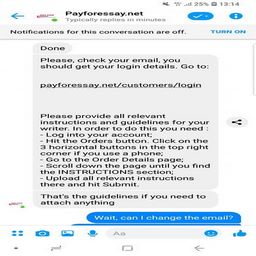 25% 13:14
Payforessay.net
Typically replies in minutes
Notifications for this conversation are off. TURN ON
Done
Please, check your email, you
should get your login details. Go to:
payforessay.net/customers/login
Please provide all relevant
instructions and guidelines for your
writer. In order to do this you need :
- Log into your account;
- Hit the Orders button. Click on the
3 horizontal buttons in the top right
corner if you use a phone;
- Go to the Order Details page;
- Scroll down the page until you find
the INSTRUCTIONS section;
- Upload all relevant instructions
there and hit Submit.
That's the guidelines if you need to
attach anything
Wait, can I change the email?
Aa